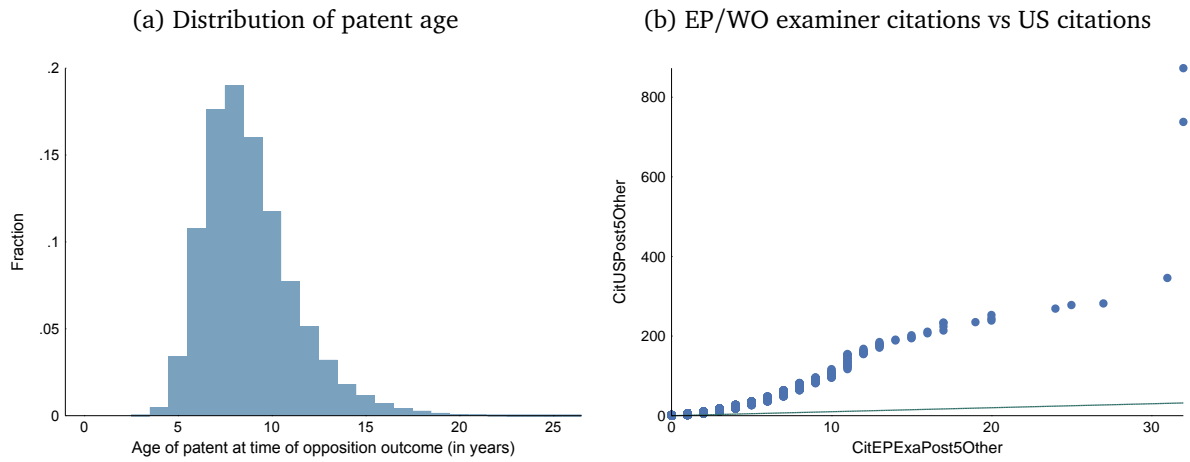 (a) Distribution of patent age
(b) EP/WO examiner citations vs US citations
.2
.15
.1
.05
0
Fraction
0 5 10 15 20 25
Age of patent at time of opposition outcome (in years)
800
600
400
200
0
CitUSPost5Other
0 10 20 30
CitEPExaPost5Other